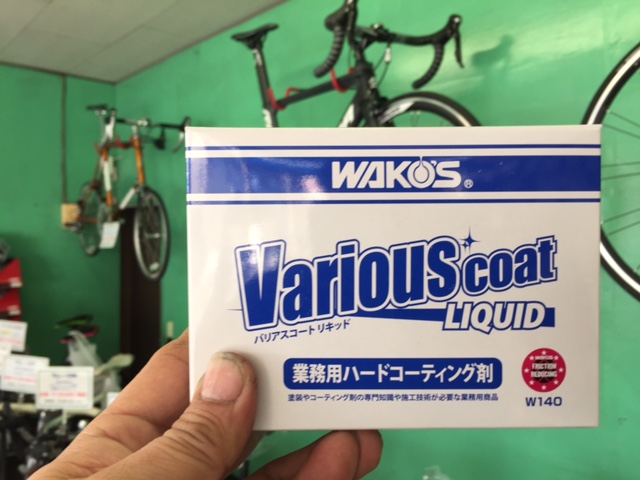 WAKO'S®
Various coat
LIQUID
バリアスコートリキッド
業務用ハードコーティング剤
塗装やコーティング剤の専門知識や施工技術が必要な業務用商品
FRICTION
REDUCING
W140